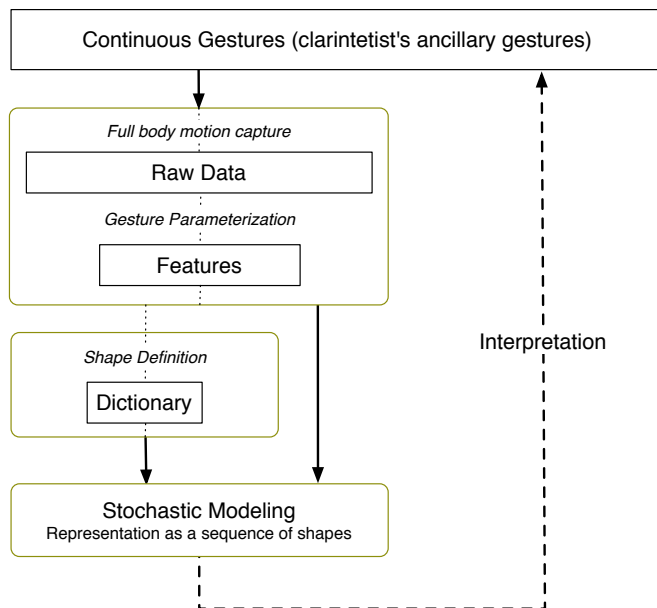 Continuous Gestures (clarintetist's ancillary gestures)
Full body motion capture
Raw Data
Gesture Parameterization
Features
Interpretation
Shape Definition
Dictionary
Stochastic Modeling
Representation as a sequence of shapes